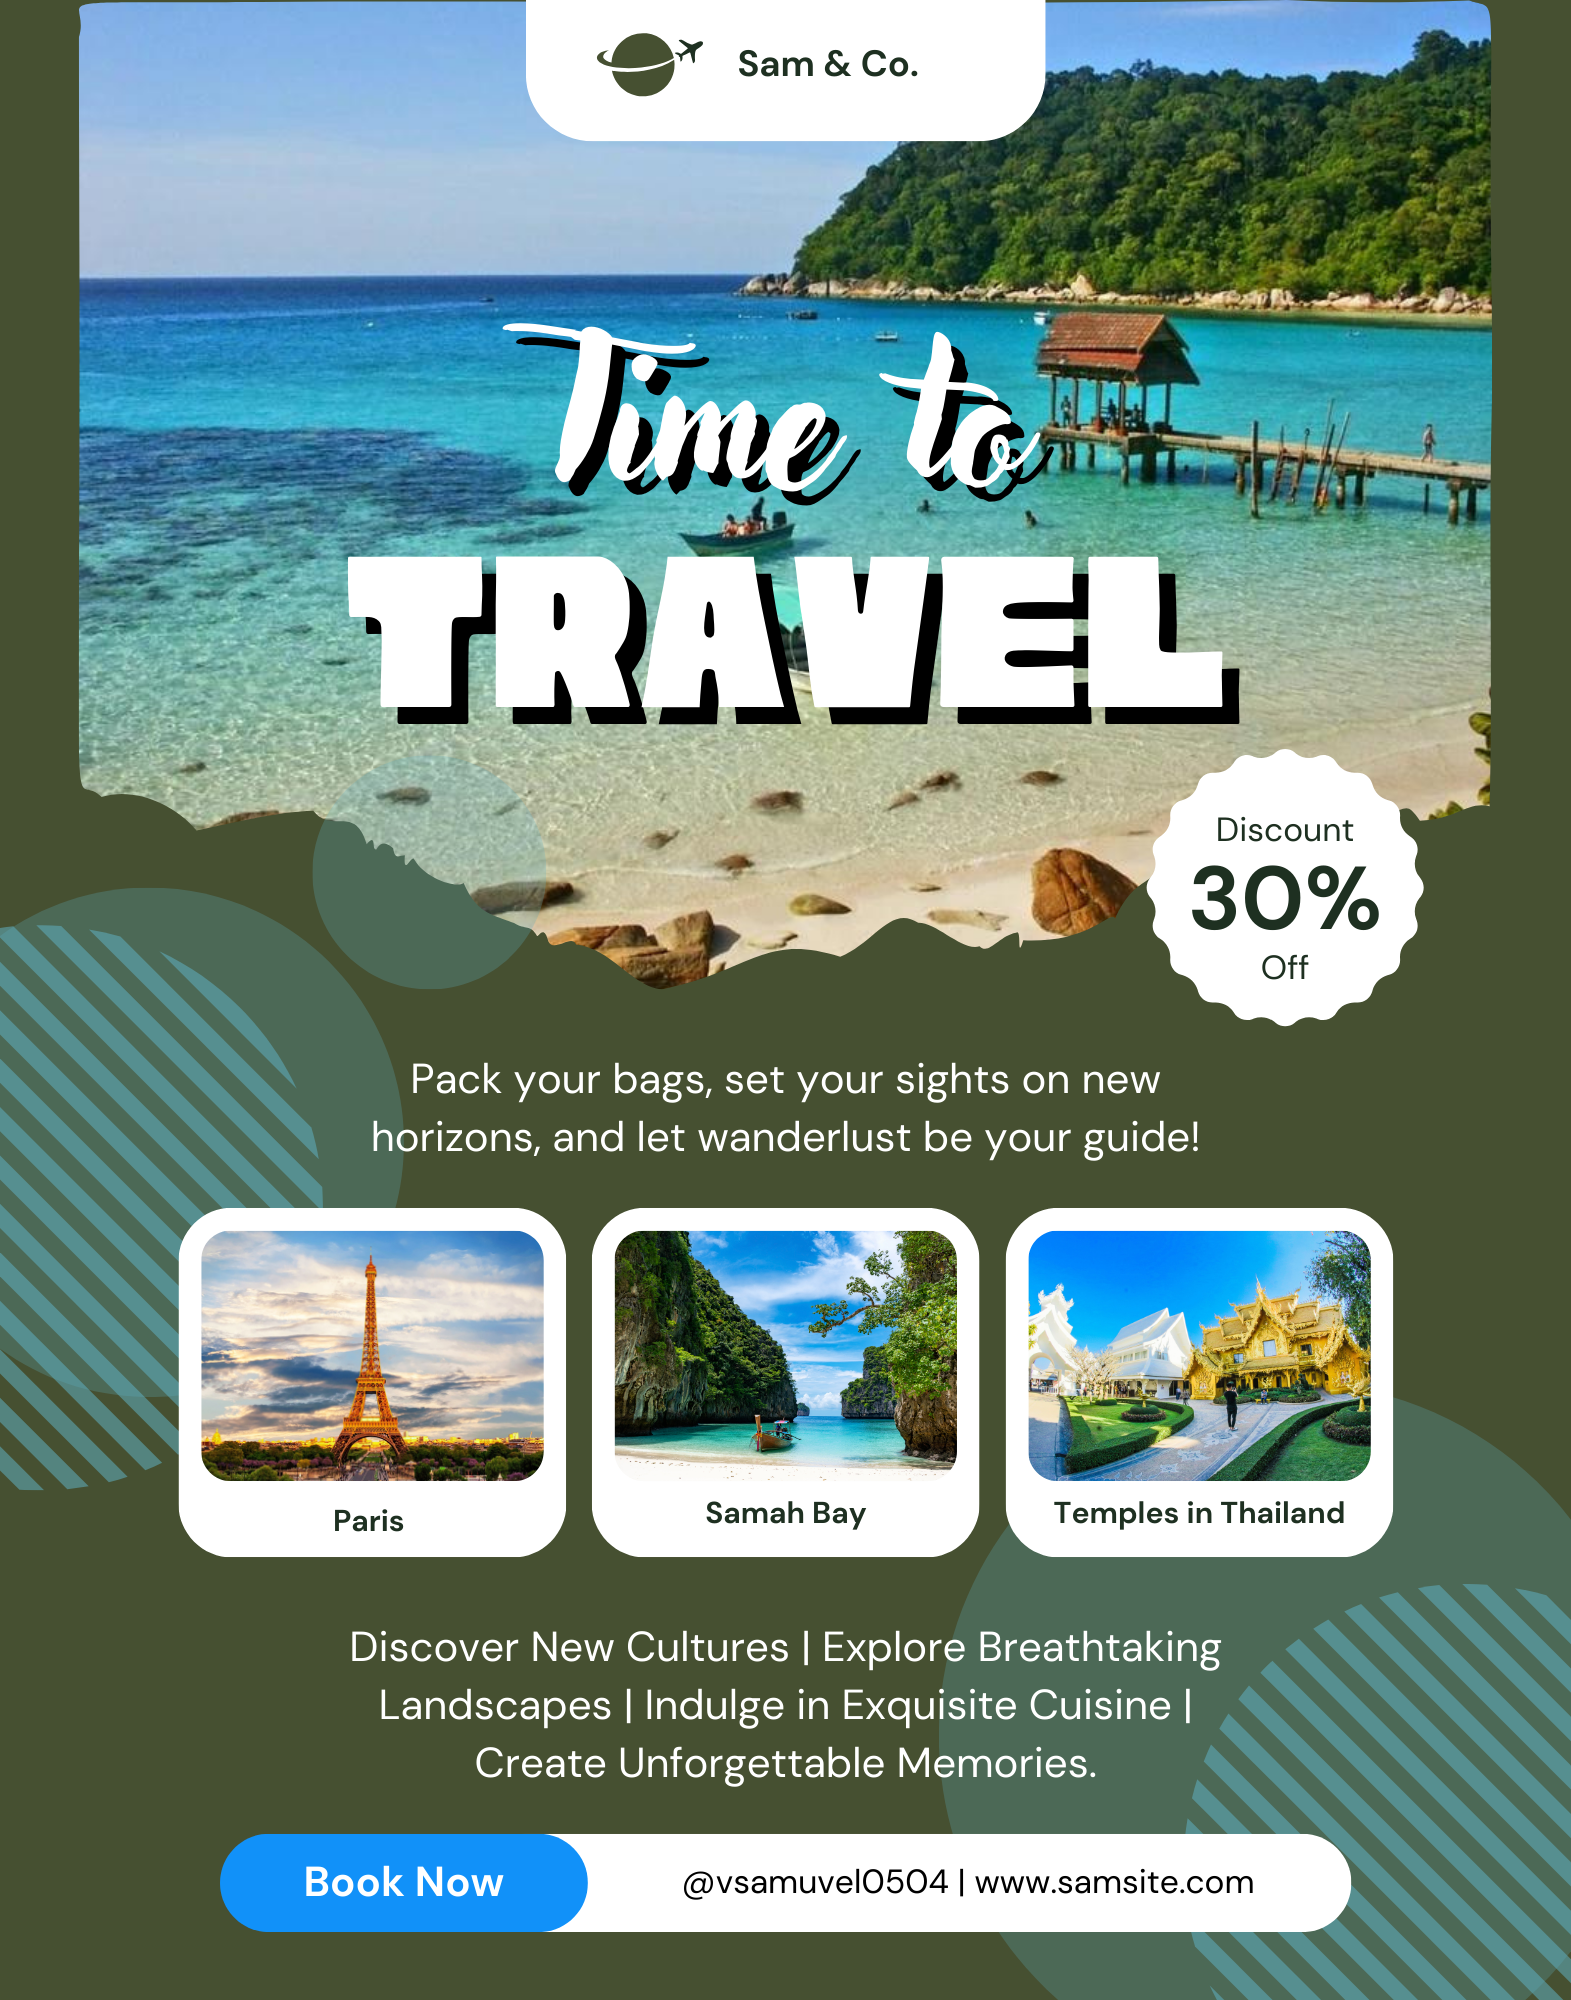 Sam & Co.
Time to
TRAVEL
Discount
30%
Off
Pack your bags, set your sights on new
horizons, and let wanderlust be your guide!
Paris
Samah Bay
Temples in Thailand
Discover New Cultures | Explore Breathtaking
Landscapes | Indulge in Exquisite Cuisine |
Create Unforgettable Memories.
Book Now
@vsamuvel0504 | www.samsite.com